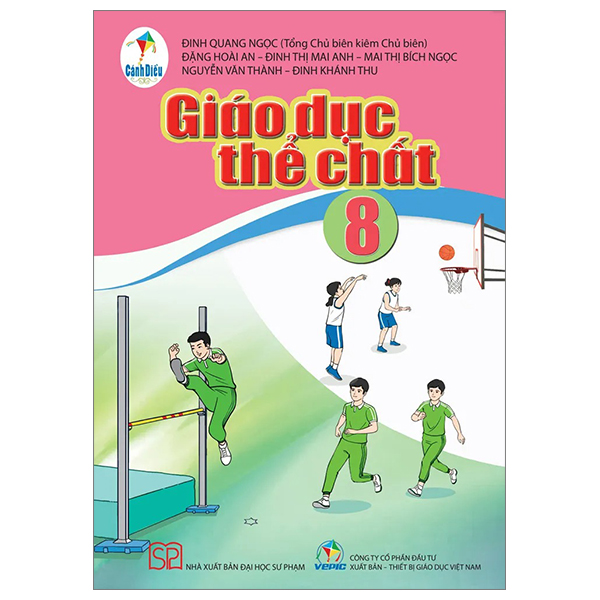 Cánh Diều
ĐINH QUANG NGỌC (Tổng Chủ biên kiêm Chủ biên)
ĐẶNG HOÀI AN – ĐINH THỊ MAI ANH – MAI THỊ BÍCH NGỌC
NGUYỄN VĂN THÀNH – ĐINH KHÁNH THU
Giáo dục
thể chất
8
SP
NHÀ XUẤT BẢN ĐẠI HỌC SƯ PHẠM
VEPIC
CÔNG TY CỔ PHẦN ĐẦU TƯ
XUẤT BẢN – THIẾT BỊ GIÁO DỤC VIỆT NAM